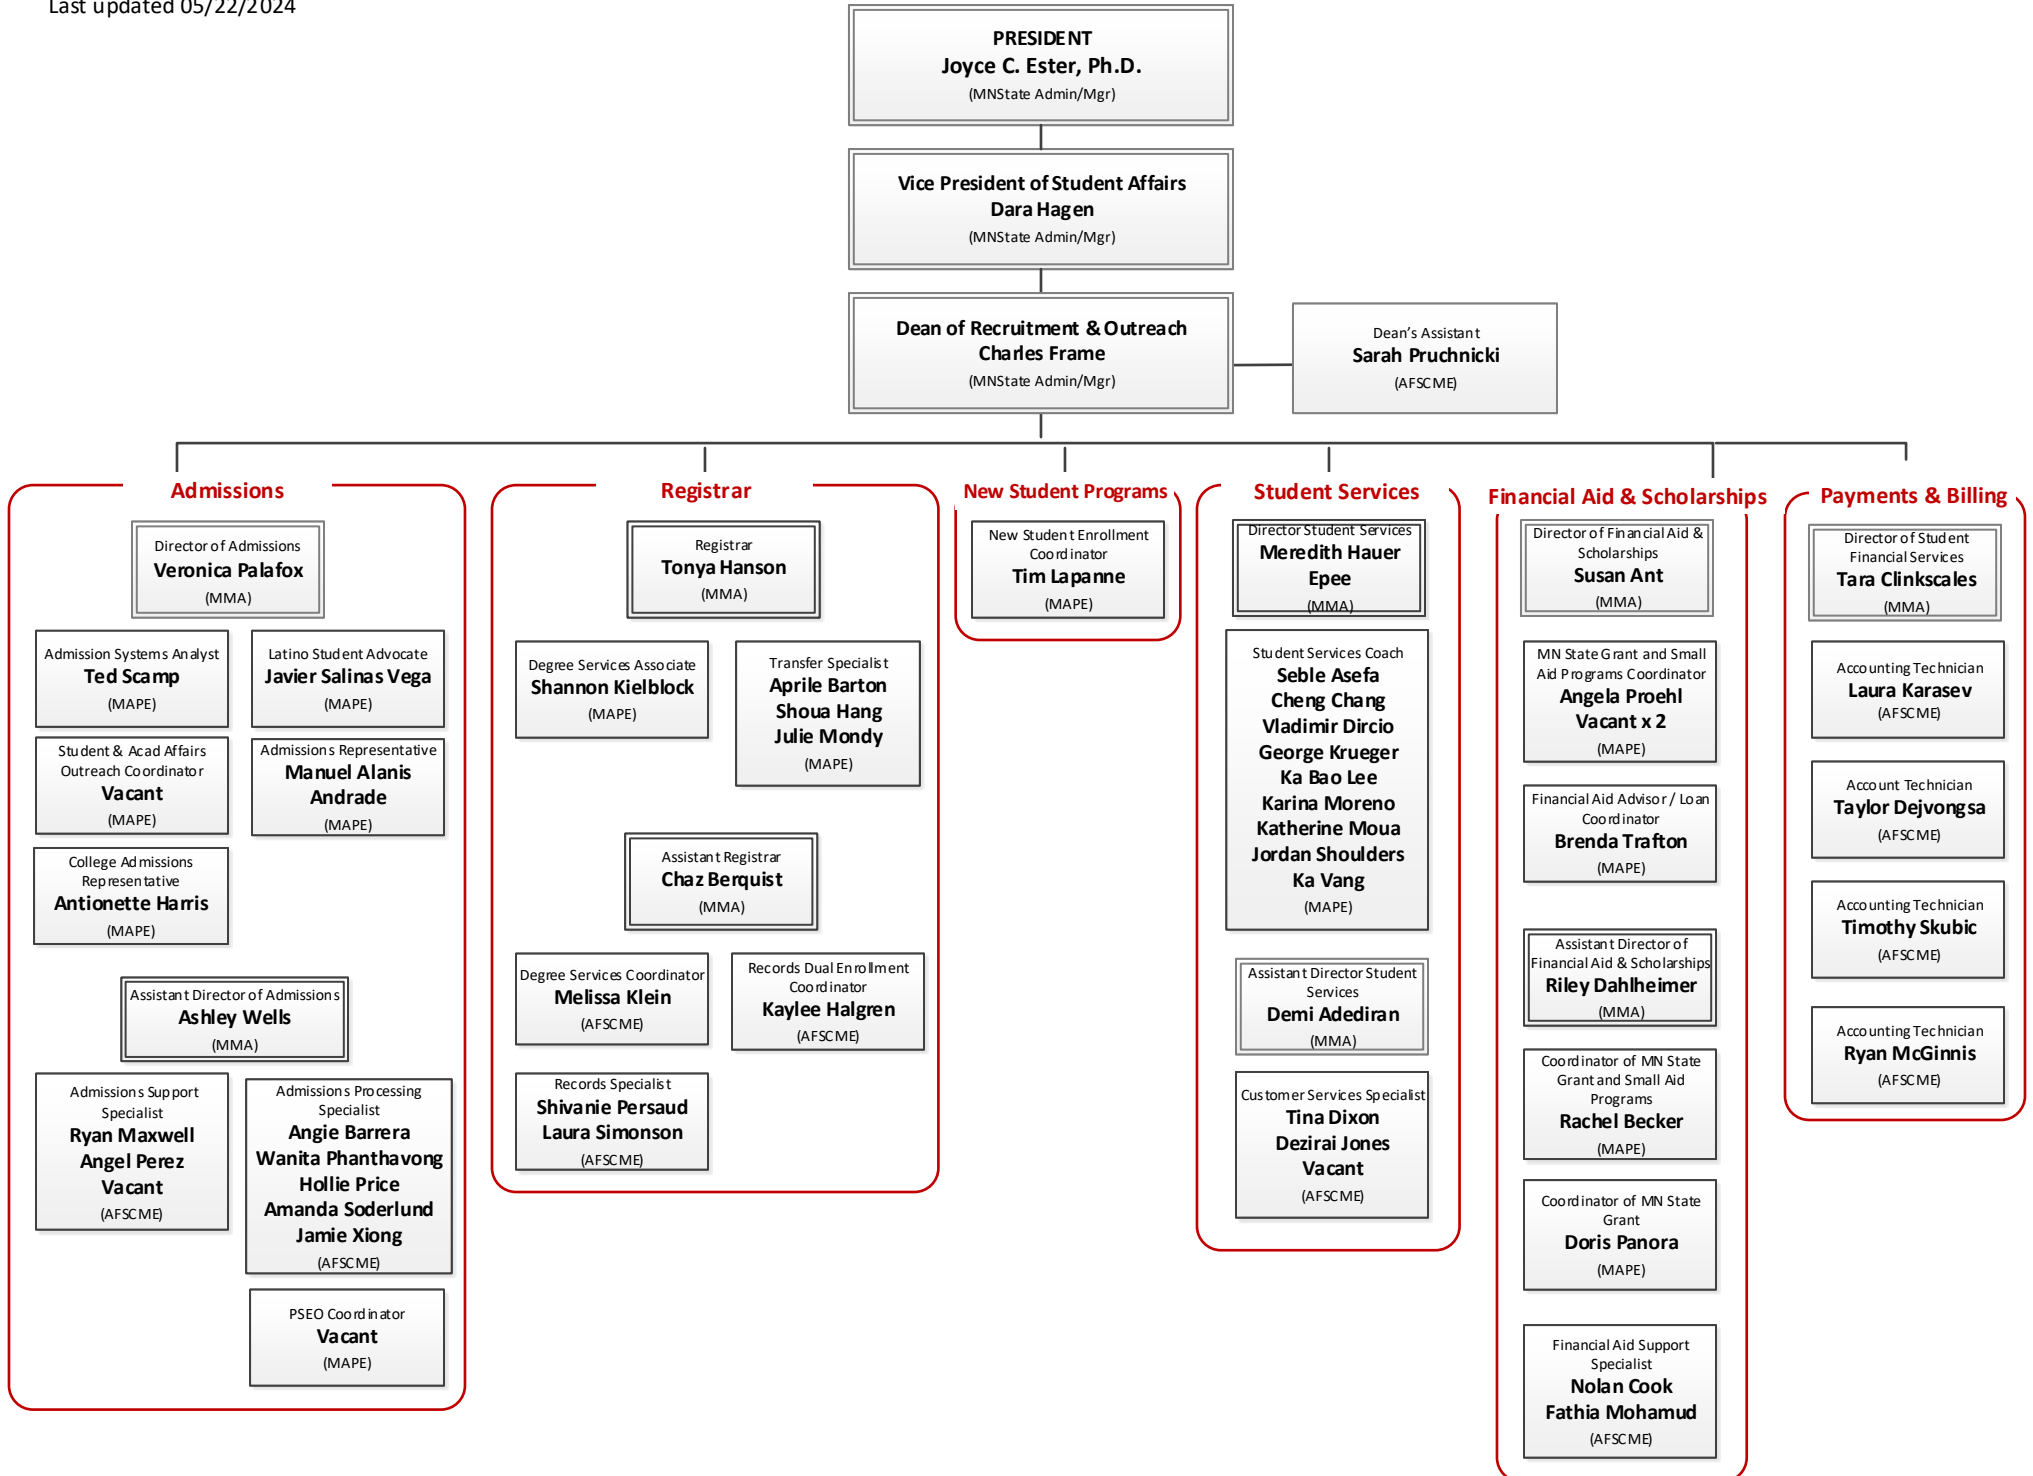 Last updated 05/22/2024
PRESIDENT
Joyce C. Ester, Ph.D.
(MNState Admin/Mgr)
Vice President of Student Affairs
Dara Hagen
(MNState Admin/Mgr)
Dean of Recruitment & Outreach
Charles Frame
(MNState Admin/Mgr)
Dean's Assistant
Sarah Pruchnicki
(AFSCME)
Admissions
Director of Admissions
Veronica Palafox
(MMA)
Admission Systems Analyst
Ted Scamp
(MAPE)
Latino Student Advocate
Javier Salinas Vega
(MAPE)
Student & Acad Affairs
Outreach Coordinator
Vacant
(MAPE)
Admissions Representative
Manuel Alanis
Andrade
(MAPE)
College Admissions
Representative
Antionette Harris
(MAPE)
Assistant Director of Admissions
Ashley Wells
(MMA)
Admissions Support
Specialist
Ryan Maxwell
Angel Perez
Vacant
(AFSCME)
Admissions Processing
Specialist
Angie Barrera
Wanita Phanthavong
Hollie Price
Amanda Soderlund
Jamie Xiong
(AFSCME)
PSEO Coordinator
Vacant
(MAPE)
Registrar
Registrar
Tonya Hanson
(MMA)
Degree Services Associate
Shannon Kielblock
(MAPE)
Transfer Specialist
Aprile Barton
Shoua Hang
Julie Mondy
(MAPE)
Assistant Registrar
Chaz Berquist
(MMA)
Degree Services Coordinator
Melissa Klein
(AFSCME)
Records Dual Enrollment
Coordinator
Kaylee Halgren
(AFSCME)
Records Specialist
Shivanie Persaud
Laura Simonson
(AFSCME)
New Student Programs
New Student Enrollment
Coordinator
Tim Lapanne
(MAPE)
Student Services
Director Student Services
Meredith Hauer
Epee
(MMA)
Student Services Coach
Seble Asefa
Cheng Chang
Vladimir Dircio
George Krueger
Ka Bao Lee
Karina Moreno
Katherine Moua
Jordan Shoulders
Ka Vang
(MAPE)
Assistant Director Student
Services
Demi Adediran
(MMA)
Customer Services Specialist
Tina Dixon
Dezirai Jones
Vacant
(AFSCME)
Financial Aid & Scholarships
Director of Financial Aid &
Scholarships
Susan Ant
(MMA)
MN State Grant and Small
Aid Programs Coordinator
Angela Proehl
Vacant x 2
(MAPE)
Financial Aid Advisor / Loan
Coordinator
Brenda Trafton
(MAPE)
Assistant Director of
Financial Aid & Scholarships
Riley Dahlheimer
(MMA)
Coordinator of MN State
Grant and Small Aid
Programs
Rachel Becker
(MAPE)
Coordinator of MN State
Grant
Doris Panora
(MAPE)
Financial Aid Support
Specialist
Nolan Cook
Fathia Mohamud
(AFSCME)
Payments & Billing
Director of Student
Financial Services
Tara Clinkscales
(MMA)
Accounting Technician
Laura Karasev
(AFSCME)
Account Technician
Taylor Dejvongsa
(AFSCME)
Accounting Technician
Timothy Skubic
(AFSCME)
Accounting Technician
Ryan McGinnis
(AFSCME)